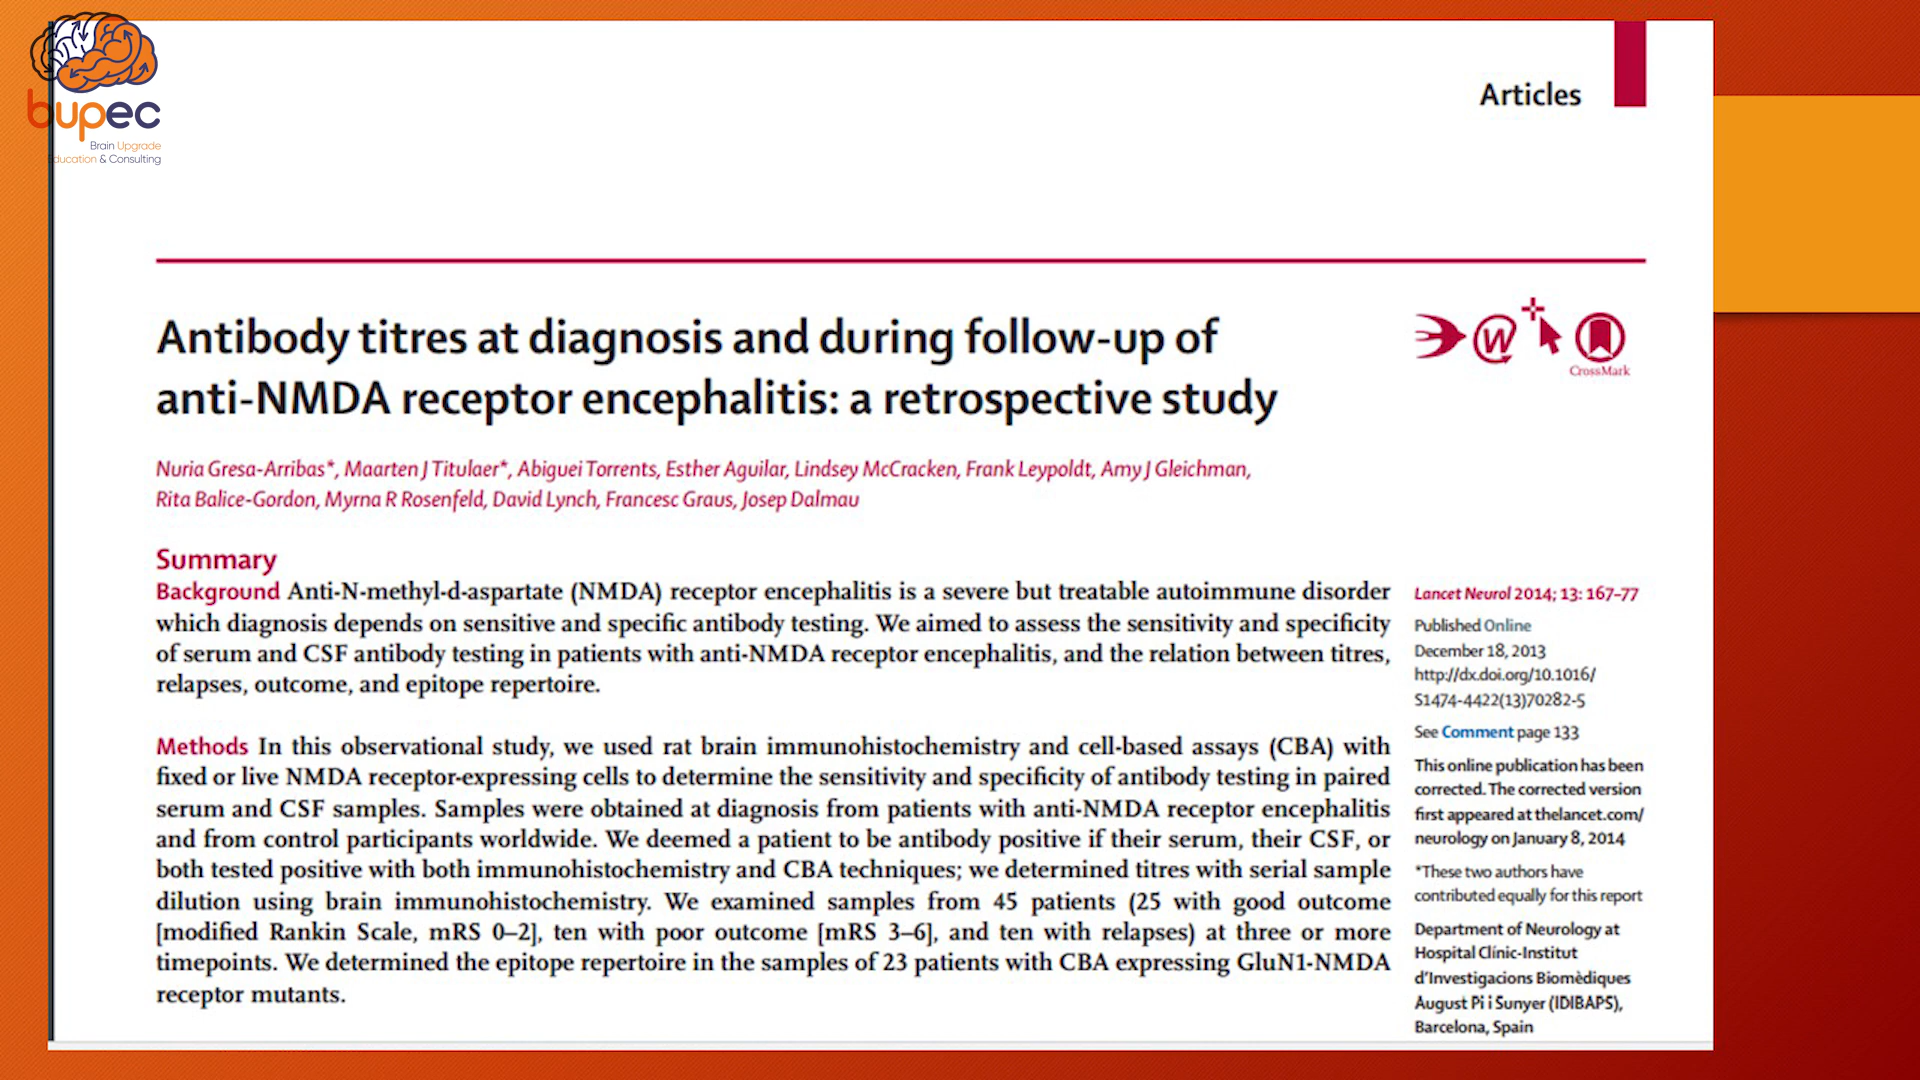 bupec
Brain Upgrade
Education & Consulting
Articles
Antibody titres at diagnosis and during follow-up of
anti-NMDA receptor encephalitis: a retrospective study
CrossMark
Nuria Gresa-Arribas*, Maarten J Titulaer*, Abiguei Torrents, Esther Aguilar, Lindsey McCracken, Frank Leypoldt, Amy J Gleichman,
Rita Balice-Gordon, Myrna R Rosenfeld, David Lynch, Francesc Graus, Josep Dalmau
Summary
Background Anti-N-methyl-d-aspartate (NMDA) receptor encephalitis is a severe but treatable autoimmune disorder
which diagnosis depends on sensitive and specific antibody testing. We aimed to assess the sensitivity and specificity
of serum and CSF antibody testing in patients with anti-NMDA receptor encephalitis, and the relation between titres,
relapses, outcome, and epitope repertoire.
Methods In this observational study, we used rat brain immunohistochemistry and cell-based assays (CBA) with
fixed or live NMDA receptor-expressing cells to determine the sensitivity and specificity of antibody testing in paired
serum and CSF samples. Samples were obtained at diagnosis from patients with anti-NMDA receptor encephalitis
and from control participants worldwide. We deemed a patient to be antibody positive if their serum, their CSF, or
both tested positive with both immunohistochemistry and CBA techniques; we determined titres with serial sample
dilution using brain immunohistochemistry. We examined samples from 45 patients (25 with good outcome
[modified Rankin Scale, mRS 0–2], ten with poor outcome [mRS 3–6], and ten with relapses) at three or more
timepoints. We determined the epitope repertoire in the samples of 23 patients with CBA expressing GluN1-NMDA
receptor mutants.
Lancet Neurol 2014; 13: 167–77
Published Online
December 18, 2013
http://dx.doi.org/10.1016/
S1474-4422(13)70282-5
See Comment page 133
This online publication has been
corrected. The corrected version
first appeared at thelancet.com/
neurology on January 8, 2014
*These two authors have
contributed equally for this report
Department of Neurology at
Hospital Clínic-Institut
d'Investigacions Biomèdiques
August Pi i Sunyer (IDIBAPS),
Barcelona, Spain